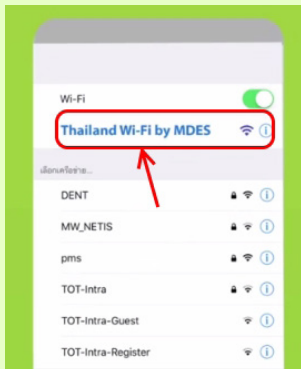 Wi-Fi
Thailand Wi-Fi by MDES
เลือกเครือข่าย...
DENT
MW_NETIS
pms
TOT-Intra
TOT-Intra-Guest
TOT-Intra-Register